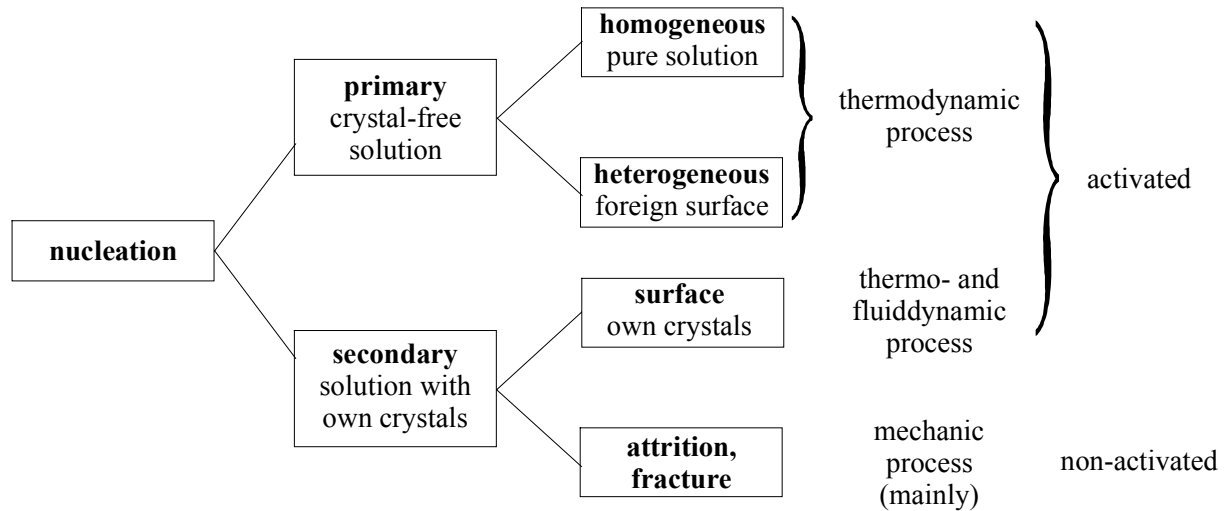 nucleation
primary
crystal-free
solution
secondary
solution with
own crystals
homogeneous
pure solution
heterogeneous
foreign surface
surface
own crystals
attrition,
fracture
thermodynamic
process
thermo- and
fluiddynamic
process
mechanic
process
(mainly)
activated
non-activated